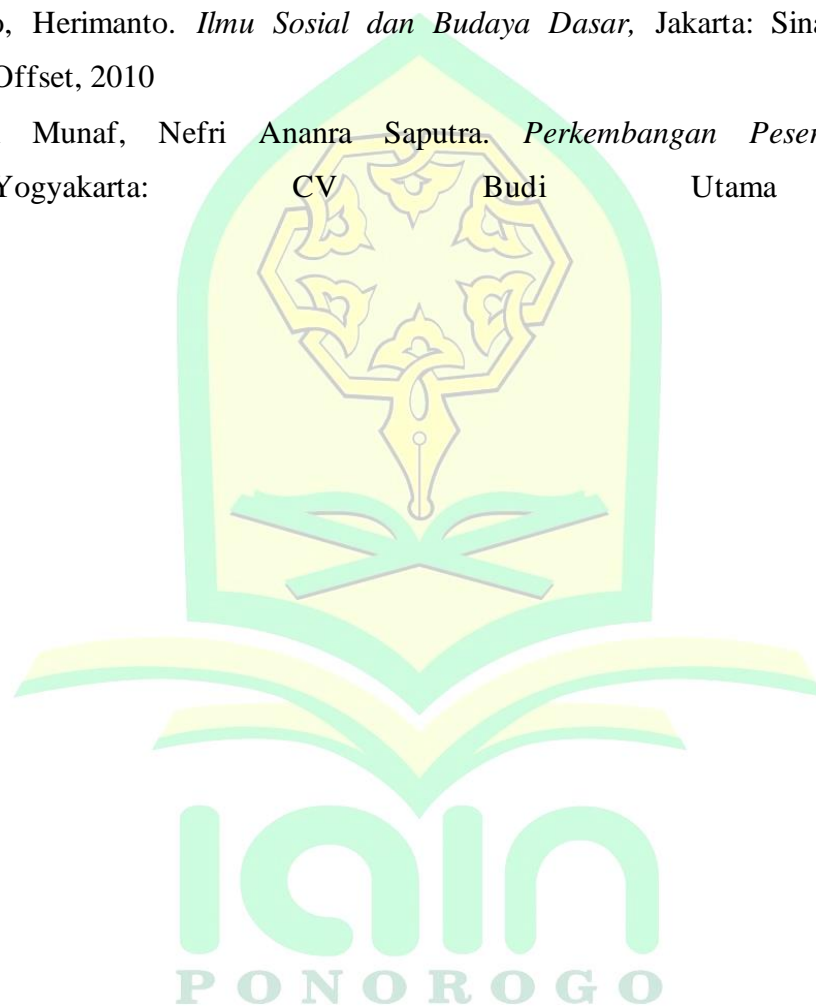 o, Herimanto. Ilmu Sosial dan Budaya Dasar, Jakarta: Sina
Offset, 2010
Munaf, Nefri Ananra Saputra. Perkembangan Peser
Yogyakarta: CV Budi Utama
iain
PONOROGO